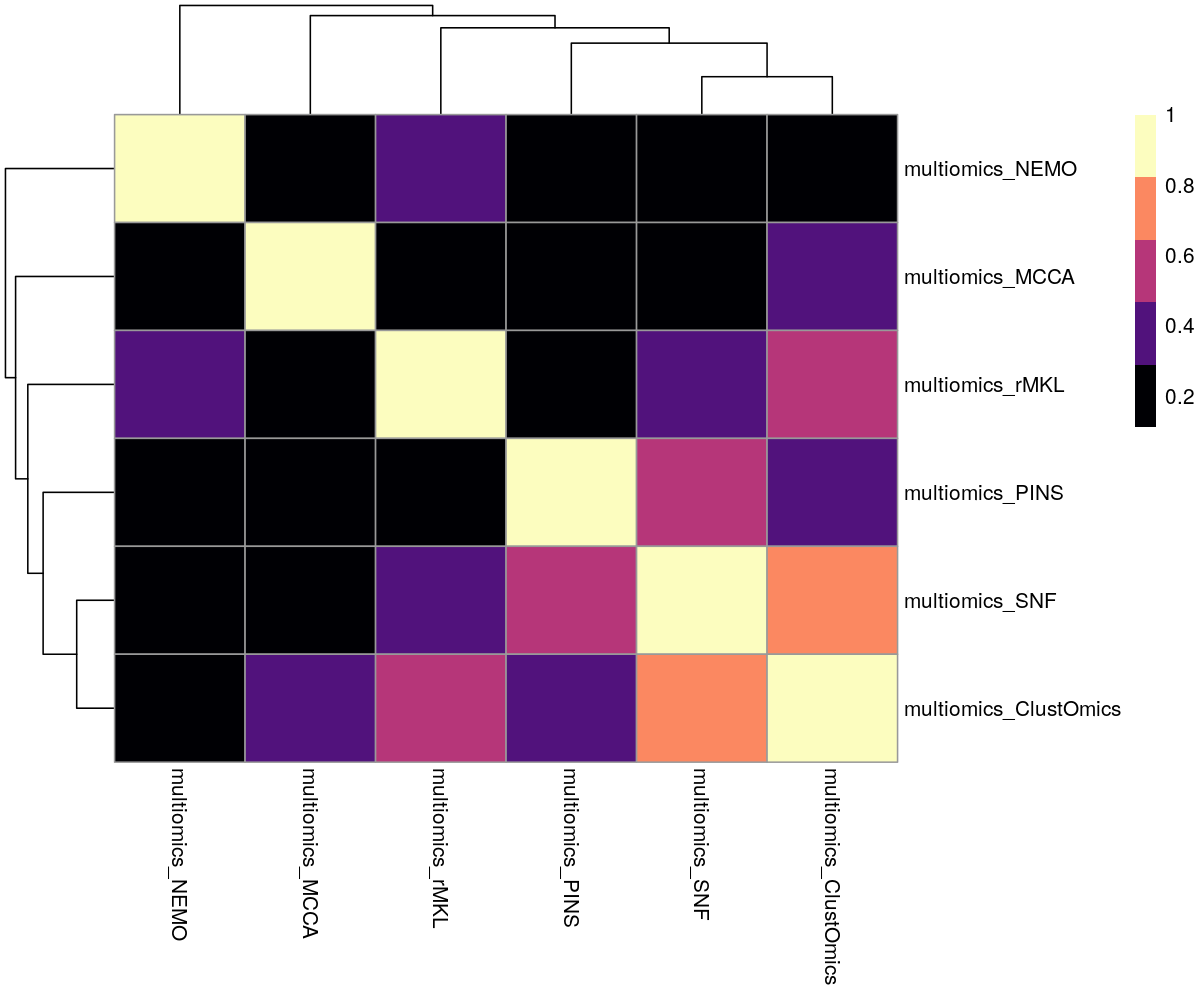 1
0.8
0.6
0.4
0.2
multiomics_NEMO
multiomics_MCCA
multiomics_rMKL
multiomics_PINS
multiomics_SNF
multiomics_ClustOmics
multiomics_NEMO
multiomics_MCCA
multiomics_rMKL
multiomics_PINS
multiomics_SNF
multiomics_ClustOmics